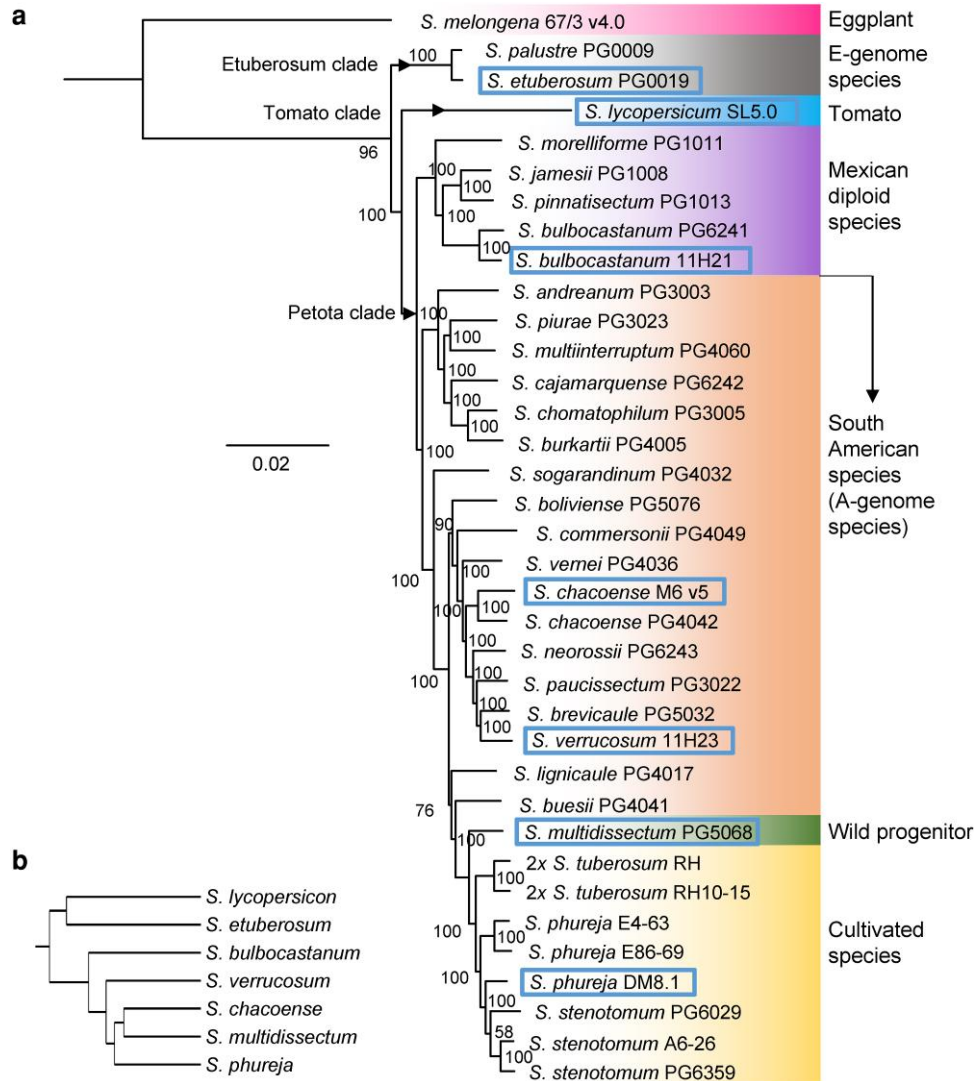 a
S. melongena 67/3 v4.0
Eggplant
Etuberosum clade
100
S. palustre PG0009
S. etuberosum PG0019
E-genome
species
Tomato clade
S. lycopersicum SL5.0
Tomato
96
S. morelliforme PG1011
100
S. jamesii PG1008
100
S. pinnatisectum PG1013
Mexican
diploid
species
100
100
S. bulbocastanum PG6241
100
S. bulbocastanum 11H21
S. andreanum PG3003
Petota clade
100
S. piurae PG3023
100
S. multiinterruptum PG4060
100
S. cajamarquense PG6242
100
S. chomatophilum PG3005
100
S. burkartii PG4005
South
American
species
(A-genome
species)
0.02
100
S. sogarandinum PG4032
S. boliviense PG5076
90
S. commersonii PG4049
S. vernei PG4036
100
100
S. chacoense M6 v5
100
100
S. chacoense PG4042
100
S. neorossii PG6243
100
S. paucissectum PG3022
100
100
S. brevicaule PG5032
100
S. verrucosum 11H23
S. lignicaule PG4017
76
S. buesii PG4041
100
S. multidissectum PG5068
Wild progenitor
2x S. tuberosum RH
100
2x S. tuberosum RH10-15
S. phureja E4-63
100
S. phureja E86-69
100
S. phureja DM8.1
100
S. stenotomum PG6029
58
S. stenotomum A6-26
100
S. stenotomum PG6359
Cultivated
species
b
S. lycopersicon
S. etuberosum
S. bulbocastanum
S. verrucosum
S. chacoense
S. multidissectum
S. phureja